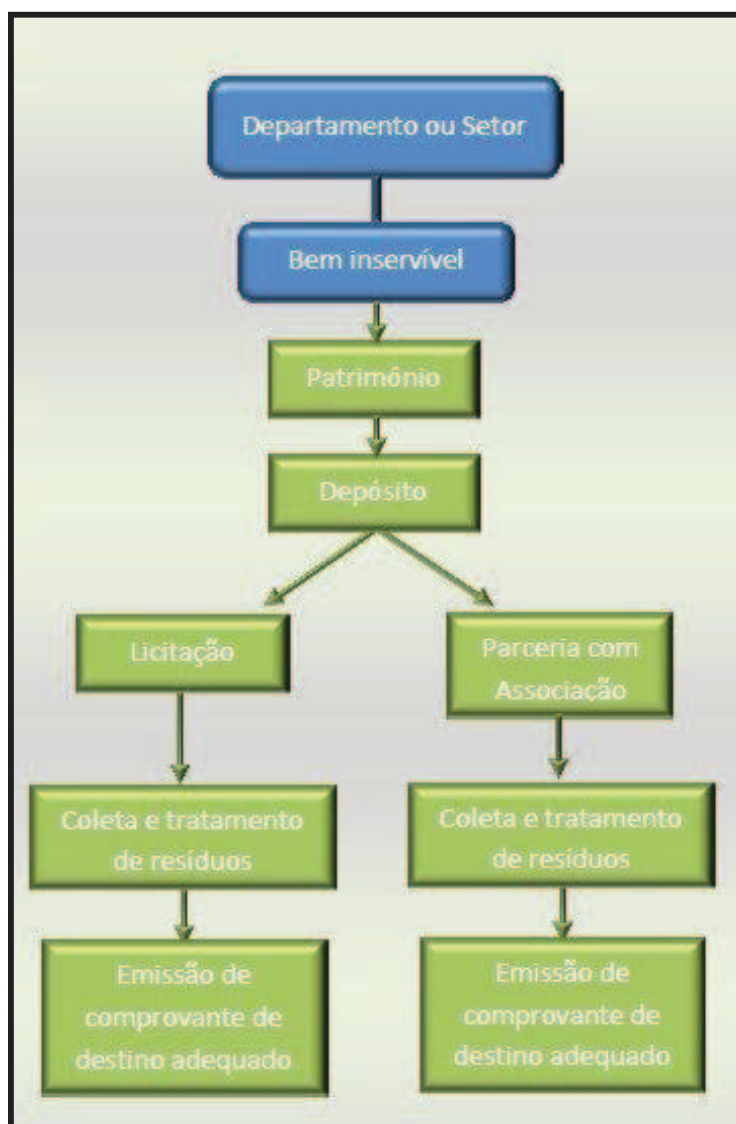 Departamento ou Setor
Bem inservível
Patrimônio
Depósito
Licitação
Parceria com
Associação
Coleta e tratamento
de resíduos
Coleta e tratamento
de resíduos
Emissão de
comprovante de
destino adequado
Emissão de
comprovante de
destino adequado